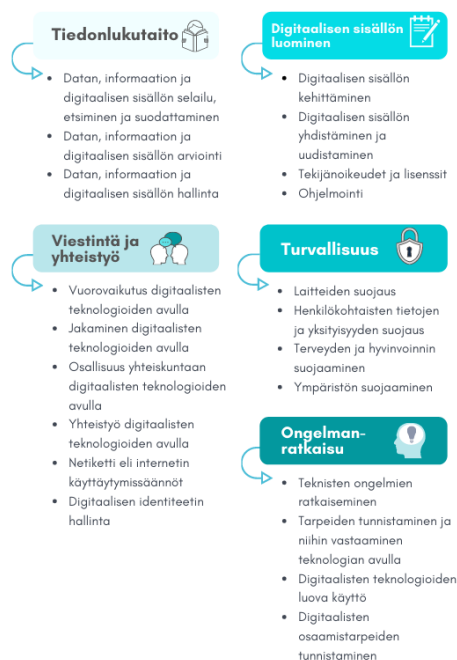 Tiedonlukutaito
• Datan, informaation ja
digitaalisen sisällön selailu,
etsiminen ja suodattaminen
• Datan, informaation ja
digitaalisen sisällön arviointi
• Datan, informaation ja
digitaalisen sisällön hallinta
Viestintä ja
yhteistyö
• Vuorovaikutus digitaalisten
teknologioiden avulla
• Jakaminen digitaalisten
teknologioiden avulla
• Osallisuus yhteiskuntaan
digitaalisten teknologioiden
avulla
• Yhteistyö digitaalisten
teknologioiden avulla
• Netiketti eli internetin
käyttäytymissäännöt
• Digitaalisen identiteetin
hallinta
Digitaalisen sisällön
luominen
• Digitaalisen sisällön
kehittäminen
• Digitaalisen sisällön
yhdistäminen ja
uudistaminen
• Tekijänoikeudet ja lisenssit
• Ohjelmointi
Turvallisuus
• Laitteiden suojaus
• Henkilökohtaisten tietojen
ja yksityisyyden suojaus
• Terveyden ja hyvinvoinnin
suojaaminen
• Ympäristön suojaaminen
Ongelman-
ratkaisu
• Teknisten ongelmien
ratkaiseminen
• Tarpeiden tunnistaminen ja
niihin vastaaminen
teknologian avulla
• Digitaalisten teknologioiden
luova käyttö
• Digitaalisten
osaamistarpeiden
tunnistaminen